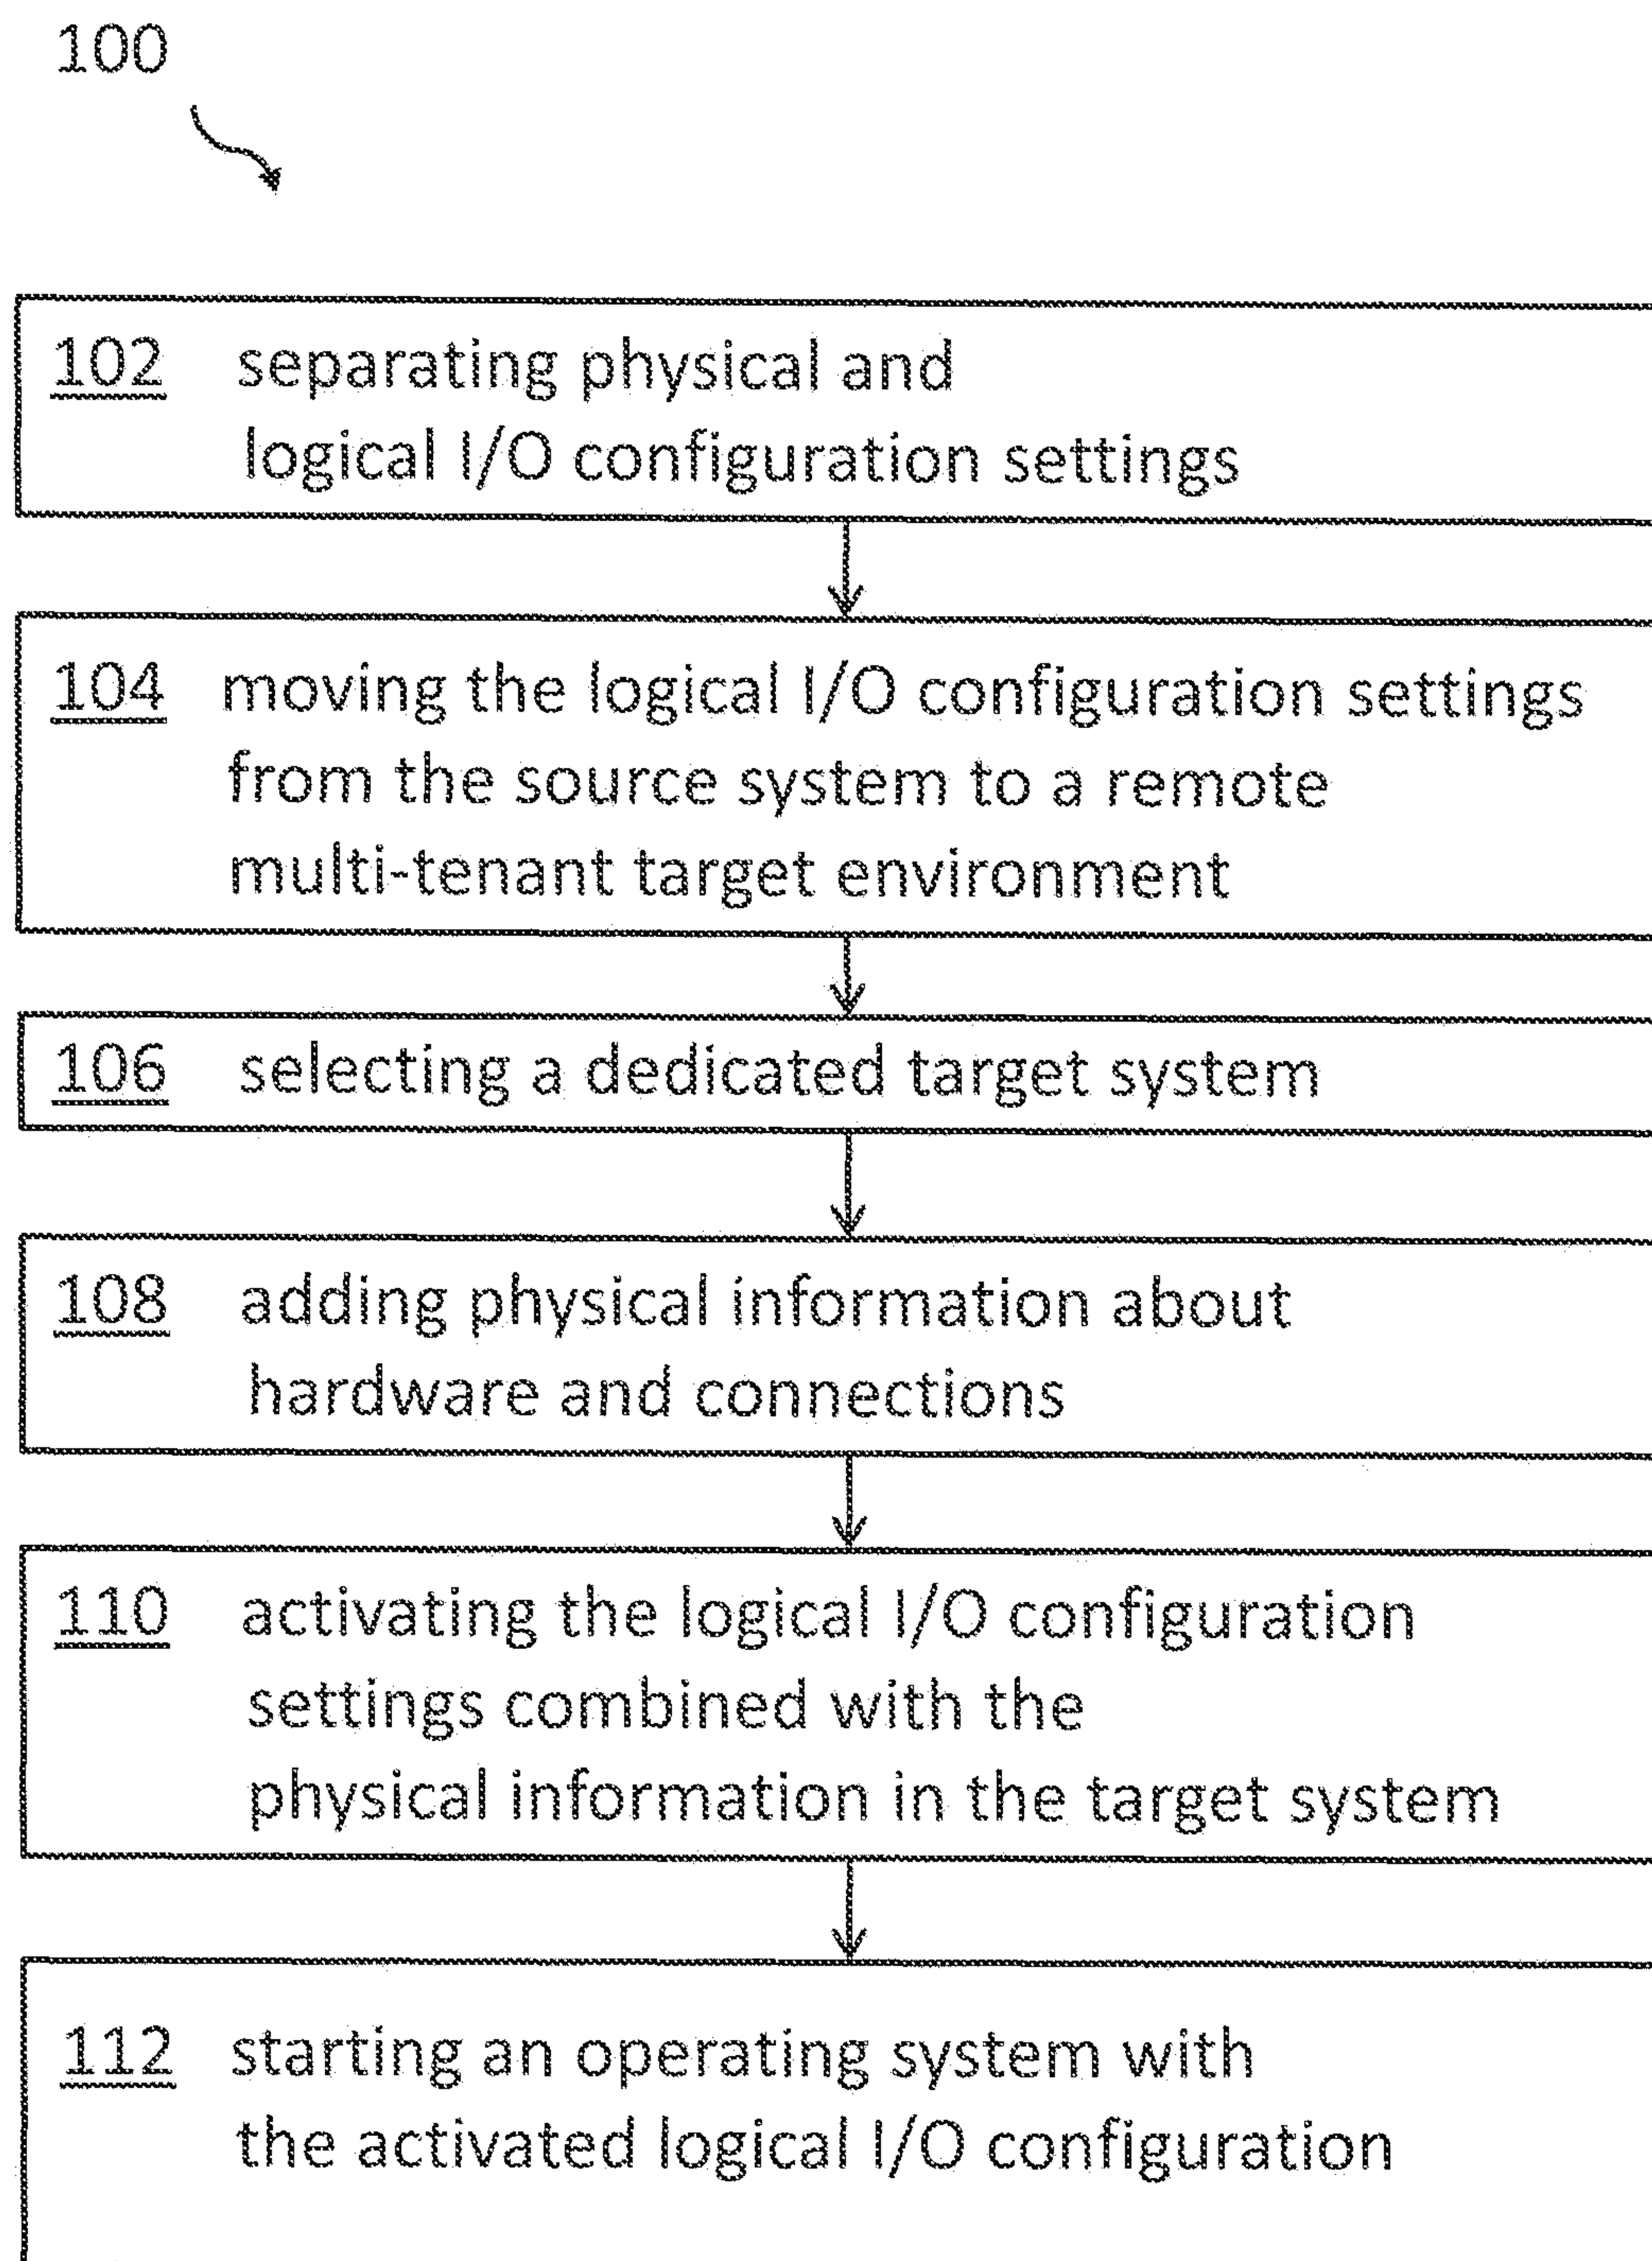 100
102 separating physical and
logical I/O configuration settings
104 moving the logical I/O configuration settings
from the source system to a remote
multi-tenant target environment
106 selecting a dedicated target system
108 adding physical information about
hardware and connections
110 activating the logical I/O configuration
settings combined with the
physical information in the target system
112 starting an operating system with
the activated logical I/O configuration